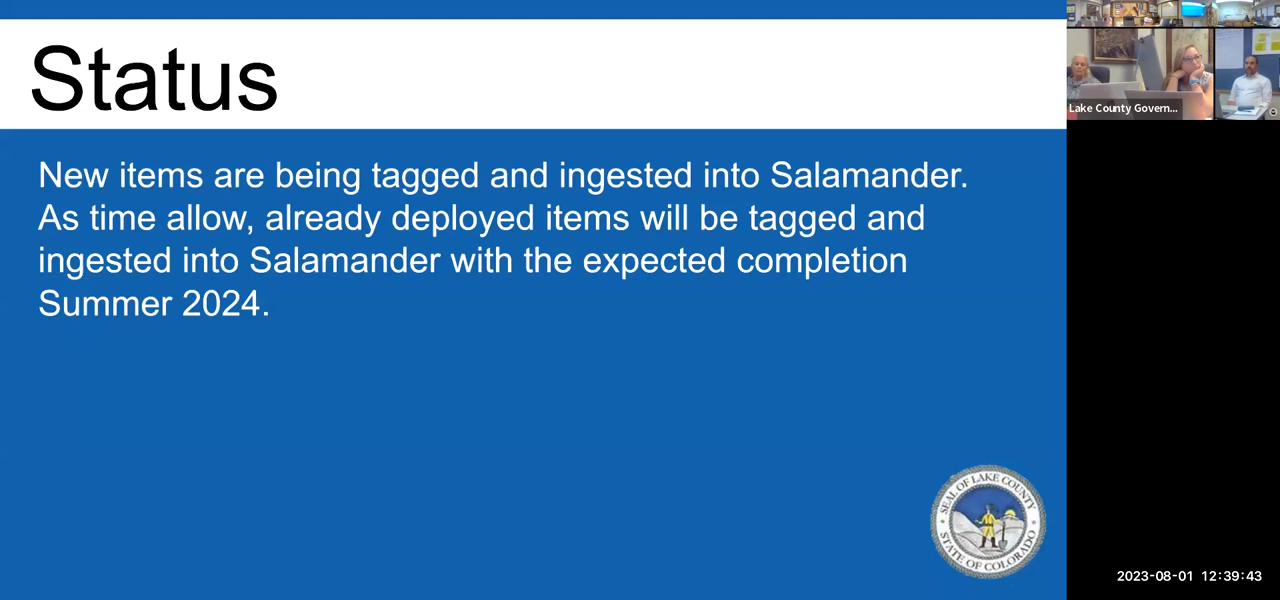 Status
New items are being tagged and ingested into Salamander.
As time allow, already deployed items will be tagged and
ingested into Salamander with the expected completion
Summer 2024.
Lake County Govern...
SEAL OF LAKE COUNTY
STATE OF COLORADO
2023-08-01 12:39:43